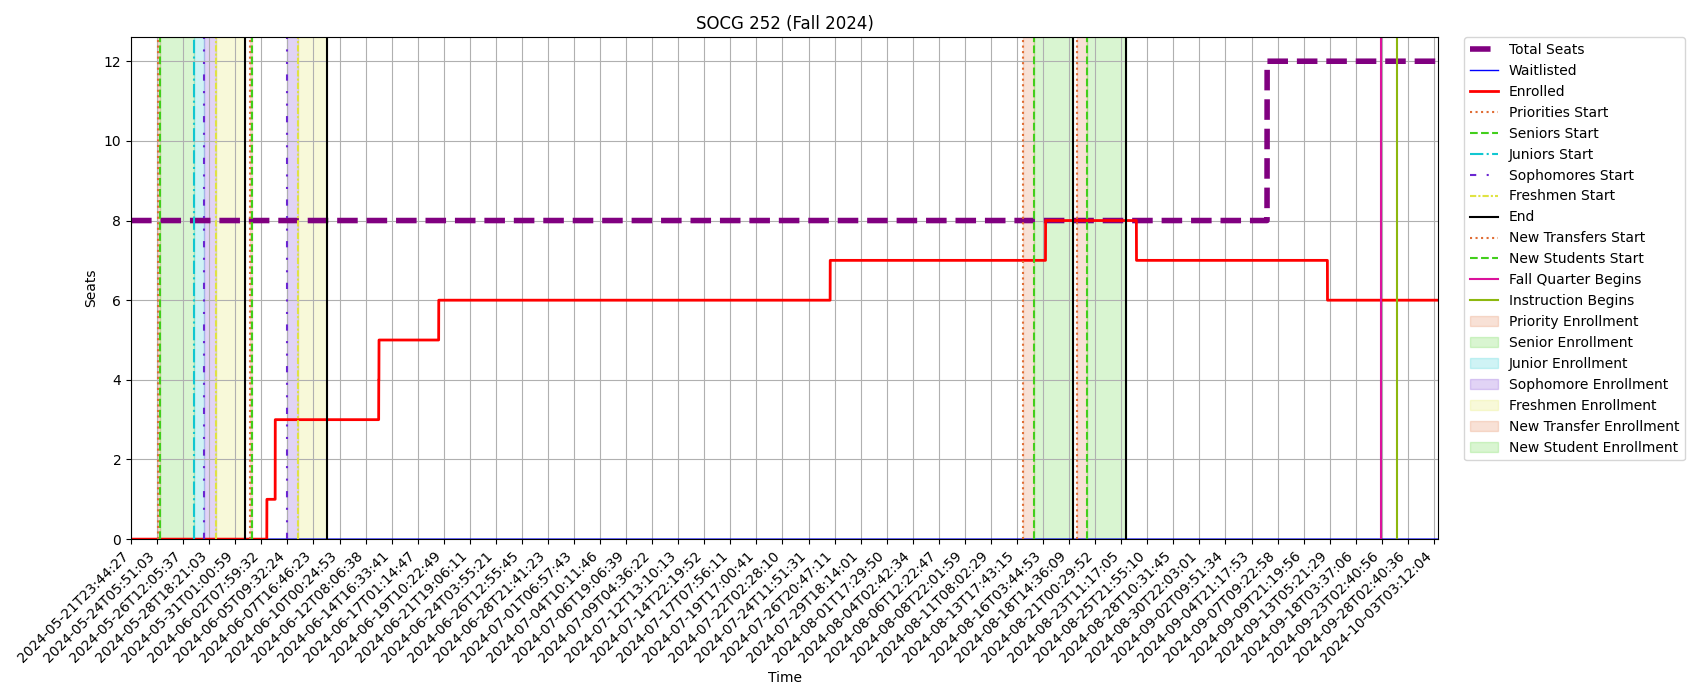 SOCG 252 (Fall 2024)
Seats
12
10
8
6
4
2
0
2024-05-21T23:44:27
2024-05-24T05:51:03
2024-05-26T12:05:37
2024-05-28T18:21:03
2024-05-31T01:00:59
2024-06-02T07:59:32
2024-06-05T09:32:24
2024-06-07T16:46:23
2024-06-10T00:24:53
2024-06-12T08:06:38
2024-06-14T16:33:41
2024-06-17T01:14:47
2024-06-19T10:22:49
2024-06-21T19:06:11
2024-06-24T03:55:21
2024-06-26T12:55:45
2024-06-28T21:41:23
2024-07-01T06:57:43
2024-07-04T10:11:46
2024-07-06T19:06:39
2024-07-09T04:36:22
2024-07-12T13:10:13
2024-07-14T22:19:52
2024-07-17T07:56:11
2024-07-19T17:00:41
2024-07-22T02:28:10
2024-07-24T11:51:31
2024-07-26T20:47:11
2024-07-29T18:14:01
2024-08-01T17:29:50
2024-08-04T02:42:34
2024-08-06T12:22:47
2024-08-08T22:01:59
2024-08-11T08:02:29
2024-08-13T17:43:15
2024-08-16T03:44:53
2024-08-18T14:36:09
2024-08-21T00:29:52
2024-08-23T11:17:05
2024-08-25T21:55:10
2024-08-28T10:31:45
2024-08-30T22:03:01
2024-09-02T09:51:34
2024-09-04T21:17:53
2024-09-07T09:22:58
2024-09-09T21:19:56
2024-09-13T05:21:29
2024-09-18T03:37:06
2024-09-23T02:40:56
2024-09-28T02:40:36
2024-10-03T03:12:04
Time
Total Seats
Waitlisted
Enrolled
Priorities Start
Seniors Start
Juniors Start
Sophomores Start
Freshmen Start
End
New Transfers Start
New Students Start
Fall Quarter Begins
Instruction Begins
Priority Enrollment
Senior Enrollment
Junior Enrollment
Sophomore Enrollment
Freshmen Enrollment
New Transfer Enrollment
New Student Enrollment